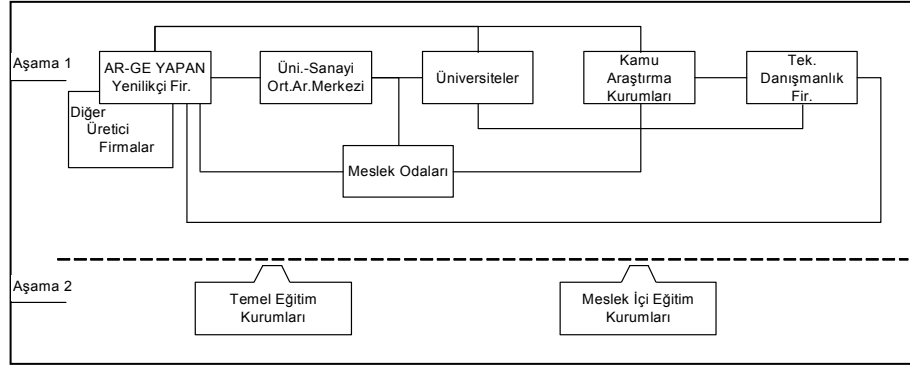 Aşama 1
AR-GE YAPAN
Yenilikçi Fir.
Diğer
Üretici
Firmalar
Üni.-Sanayi
Ort.Ar.Merkezi
Üniversiteler
Kamu
Araştırma
Kurumları
Tek.
Danışmanlık
Fir.
Meslek Odaları
Aşama 2
Temel Eğitim
Kurumları
Meslek İçi Eğitim
Kurumları